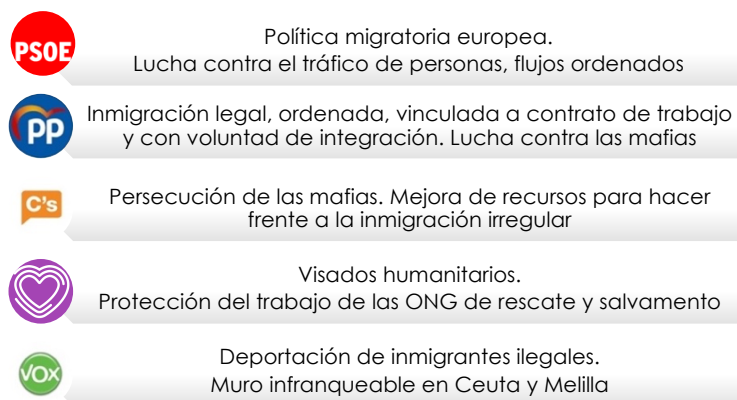 PSOE
Política migratoria europea.
Lucha contra el tráfico de personas, flujos ordenados
PP
Inmigración legal, ordenada, vinculada a contrato de trabajo
y con voluntad de integración. Lucha contra las mafias
C's
Persecución de las mafias. Mejora de recursos para hacer
frente a la inmigración irregular
Visados humanitarios.
Protección del trabajo de las ONG de rescate y salvamento
VOX
Deportación de inmigrantes ilegales.
Muro infranqueable en Ceuta y Melilla